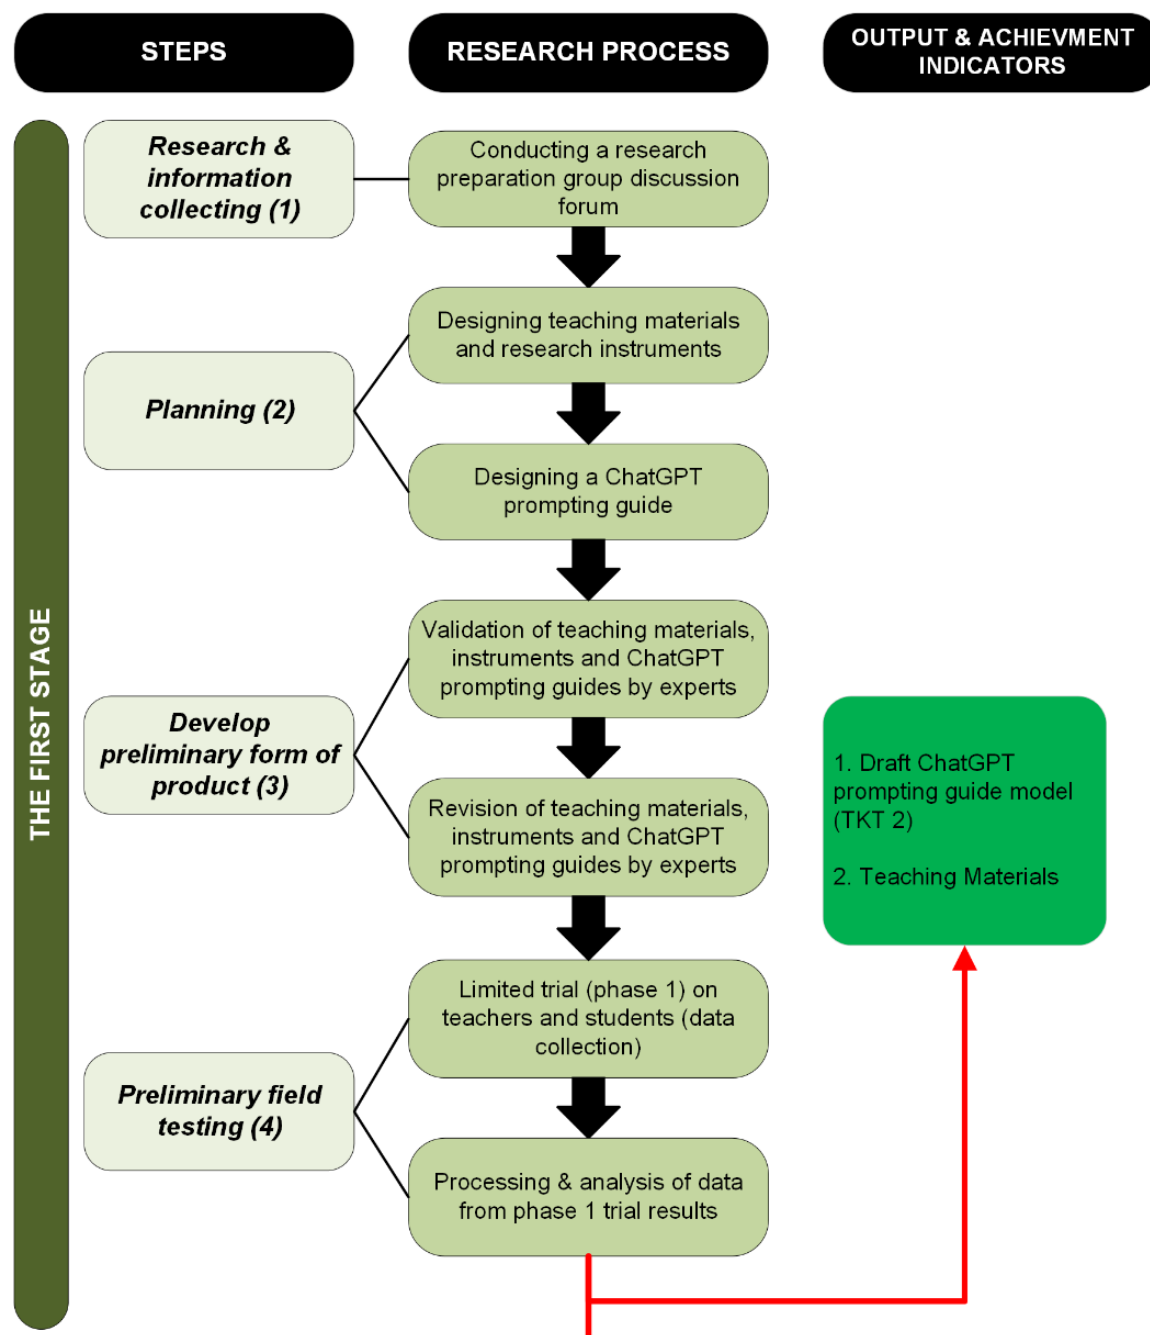 STEPS
RESEARCH PROCESS
OUTPUT & ACHIEVMENT
INDICATORS
THE FIRST STAGE
Research &
information
collecting (1)
Conducting a research
preparation group discussion
forum
Planning (2)
Designing teaching materials
and research instruments
Designing a ChatGPT
prompting guide
Develop
preliminary form of
product (3)
Validation of teaching materials,
instruments and ChatGPT
prompting guides by experts
Revision of teaching materials,
instruments and ChatGPT
prompting guides by experts
1. Draft ChatGPT
prompting guide model
(TKT 2)
2. Teaching Materials
Preliminary field
testing (4)
Limited trial (phase 1) on
teachers and students (data
collection)
Processing & analysis of data
from phase 1 trial results